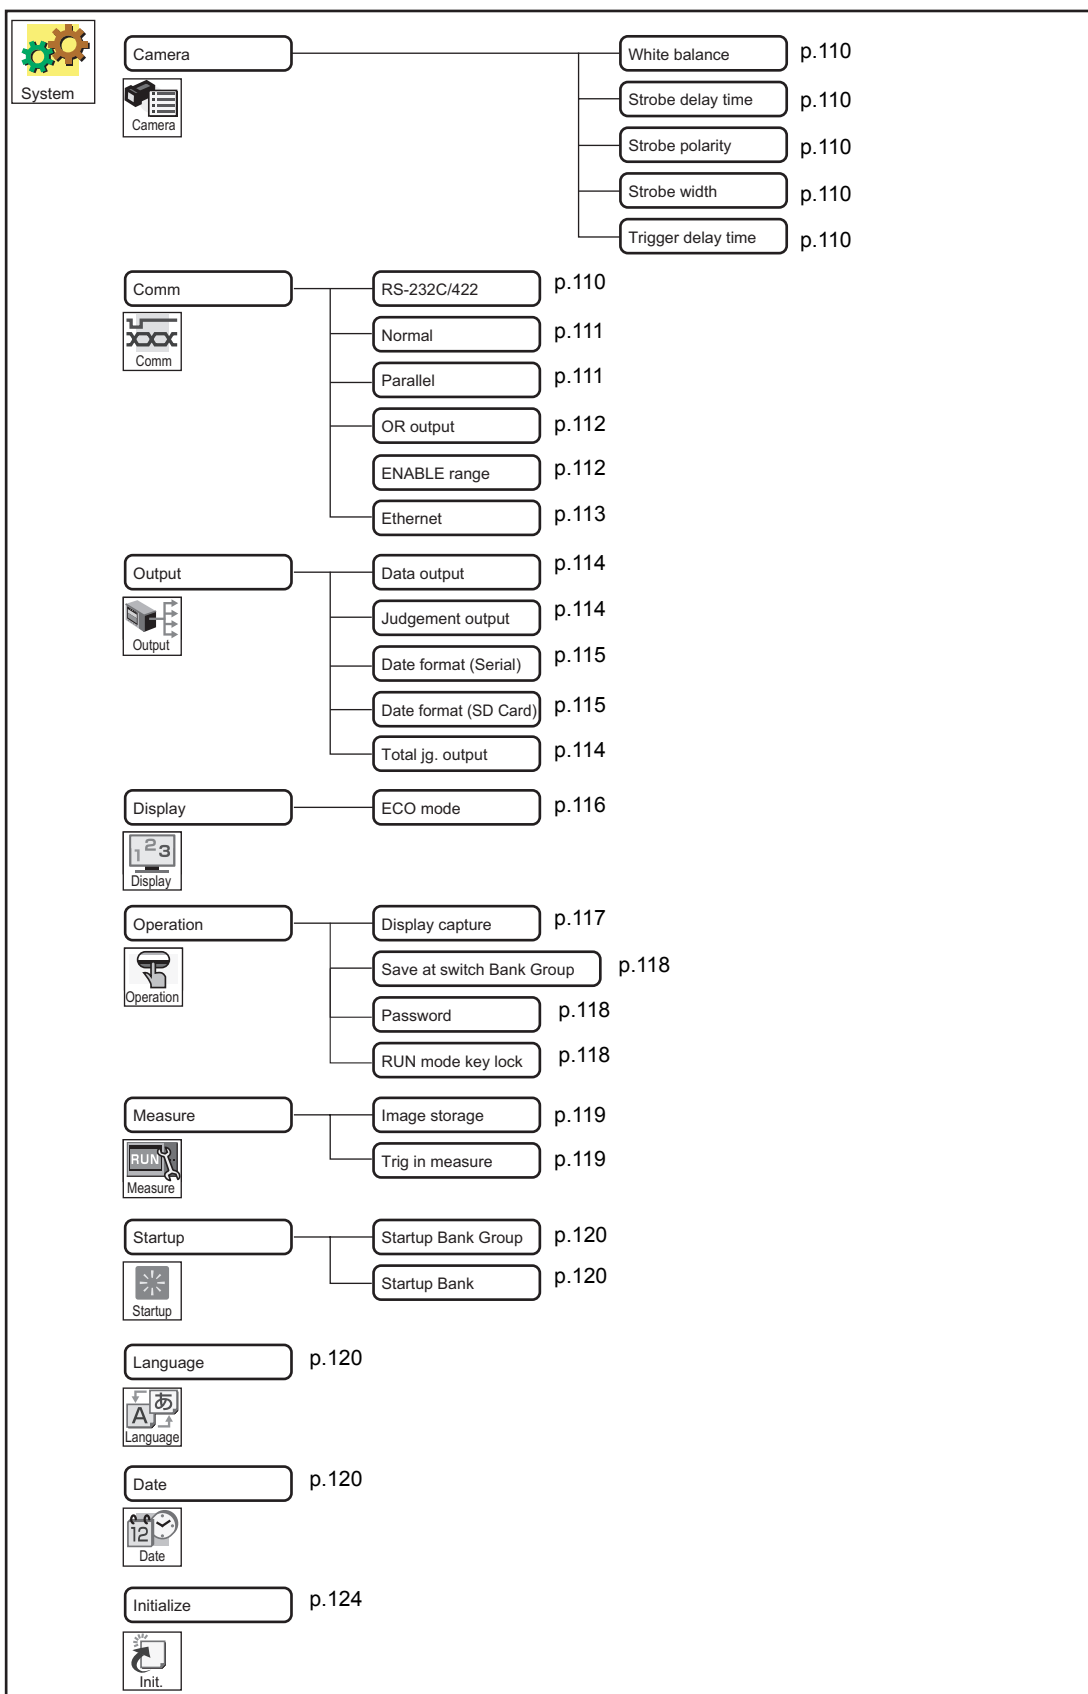 System
Camera
Camera
White balance p.110
Strobe delay time p.110
Strobe polarity p.110
Strobe width p.110
Trigger delay time p.110
Comm
Comm
RS-232C/422 p.110
Normal p.111
Parallel p.111
OR output p.112
ENABLE range p.112
Ethernet p.113
Output
Output
Data output p.114
Judgement output p.114
Date format (Serial) p.115
Date format (SD Card) p.115
Total jg. output p.114
Display
123
Display
ECO mode p.116
Operation
Operation
Display capture p.117
Save at switch Bank Group p.118
Password p.118
RUN mode key lock p.118
Measure
RUN
Measure
Image storage p.119
Trig in measure p.119
Startup
Startup
Startup Bank Group p.120
Startup Bank p.120
Language p.120
A あ
Language
Date p.120
12
Date
Initialize p.124
Init.